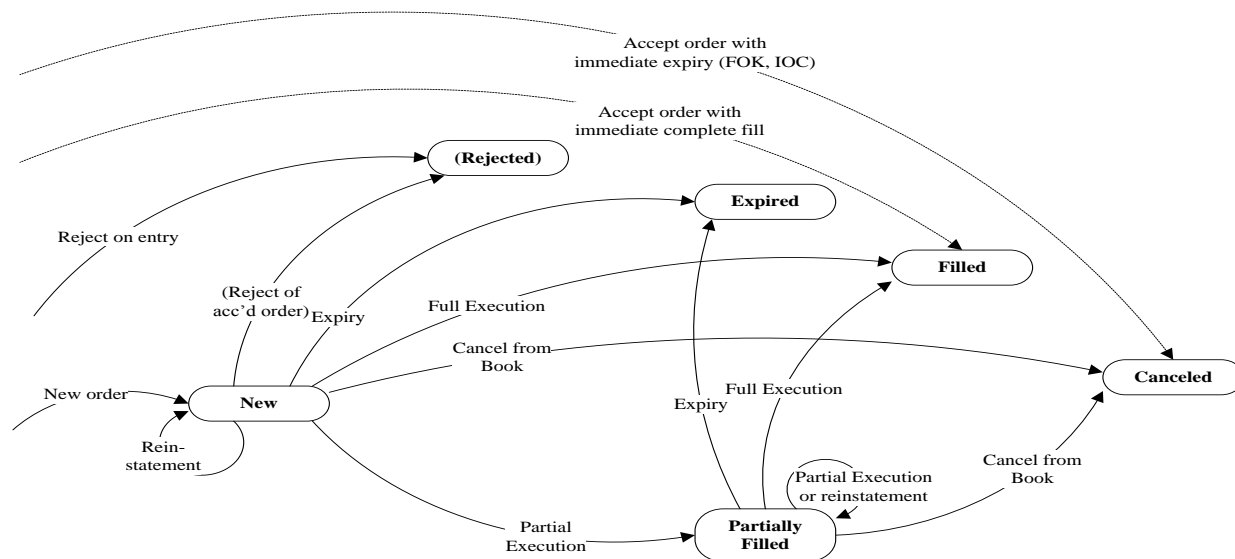 Accept order with
immediate expiry (FOK, IOC)
Accept order with
immediate complete fill
(Rejected)
Expired
Reject on entry
Filled
(Reject of
acc'd order)
Expiry
Full Execution
Cancel from
Book
Canceled
New order
New
Expiry
Full Execution
Rein-
statement
Partial Execution
or reinstatement
Cancel from
Book
Partial
Execution
Partially
Filled